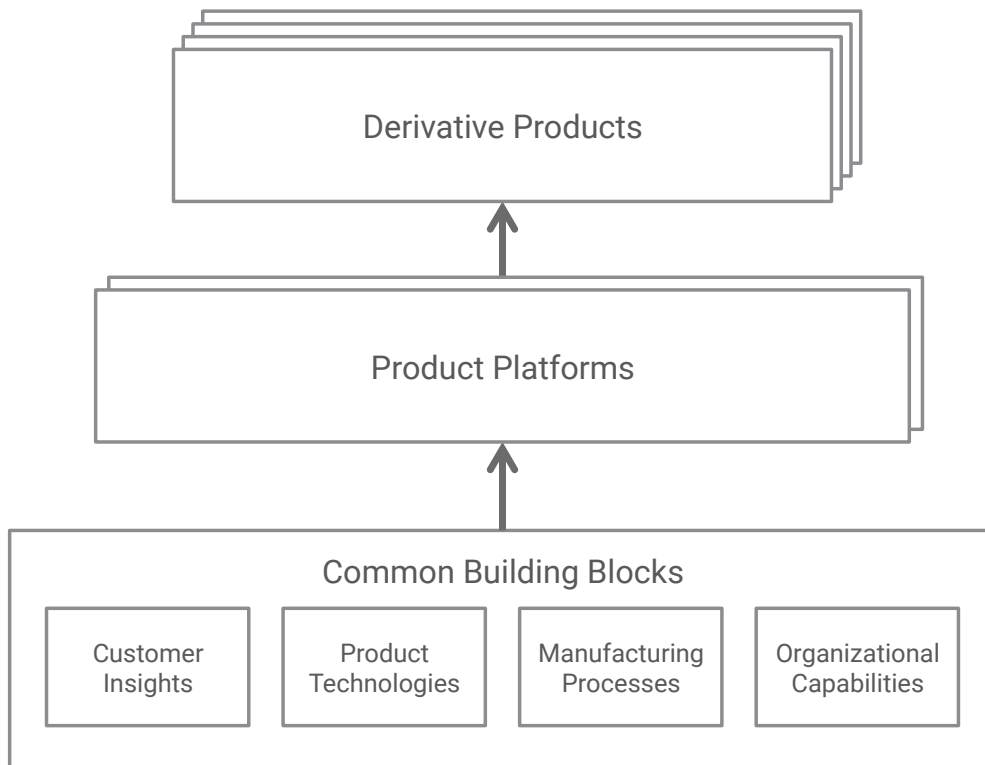 Derivative Products
Product Platforms
Common Building Blocks
Customer
Insights
Product
Technologies
Manufacturing
Processes
Organizational
Capabilities